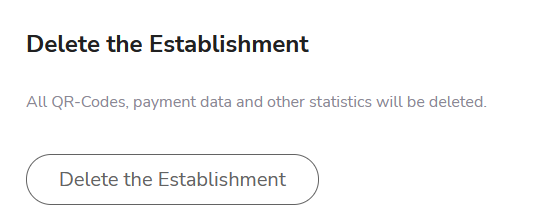 Delete the Establishment
All QR-Codes, payment data and other statistics will be deleted.
Delete the Establishment